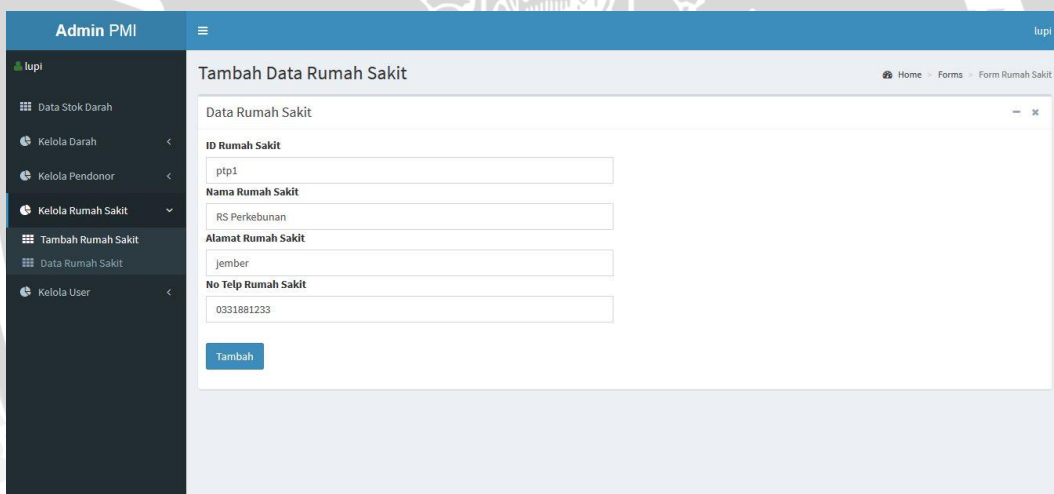 Admin PMI
lupi
lupi
Data Stok Darah
Kelola Darah
Kelola Pendonor
Kelola Rumah Sakit
Tambah Rumah Sakit
Data Rumah Sakit
Kelola User
Tambah Data Rumah Sakit
Home > Forms > Form Rumah Sakit
Data Rumah Sakit
ID Rumah Sakit
ptp1
Nama Rumah Sakit
RS Perkebunan
Alamat Rumah Sakit
jember
No Telp Rumah Sakit
0331881233
Tambah